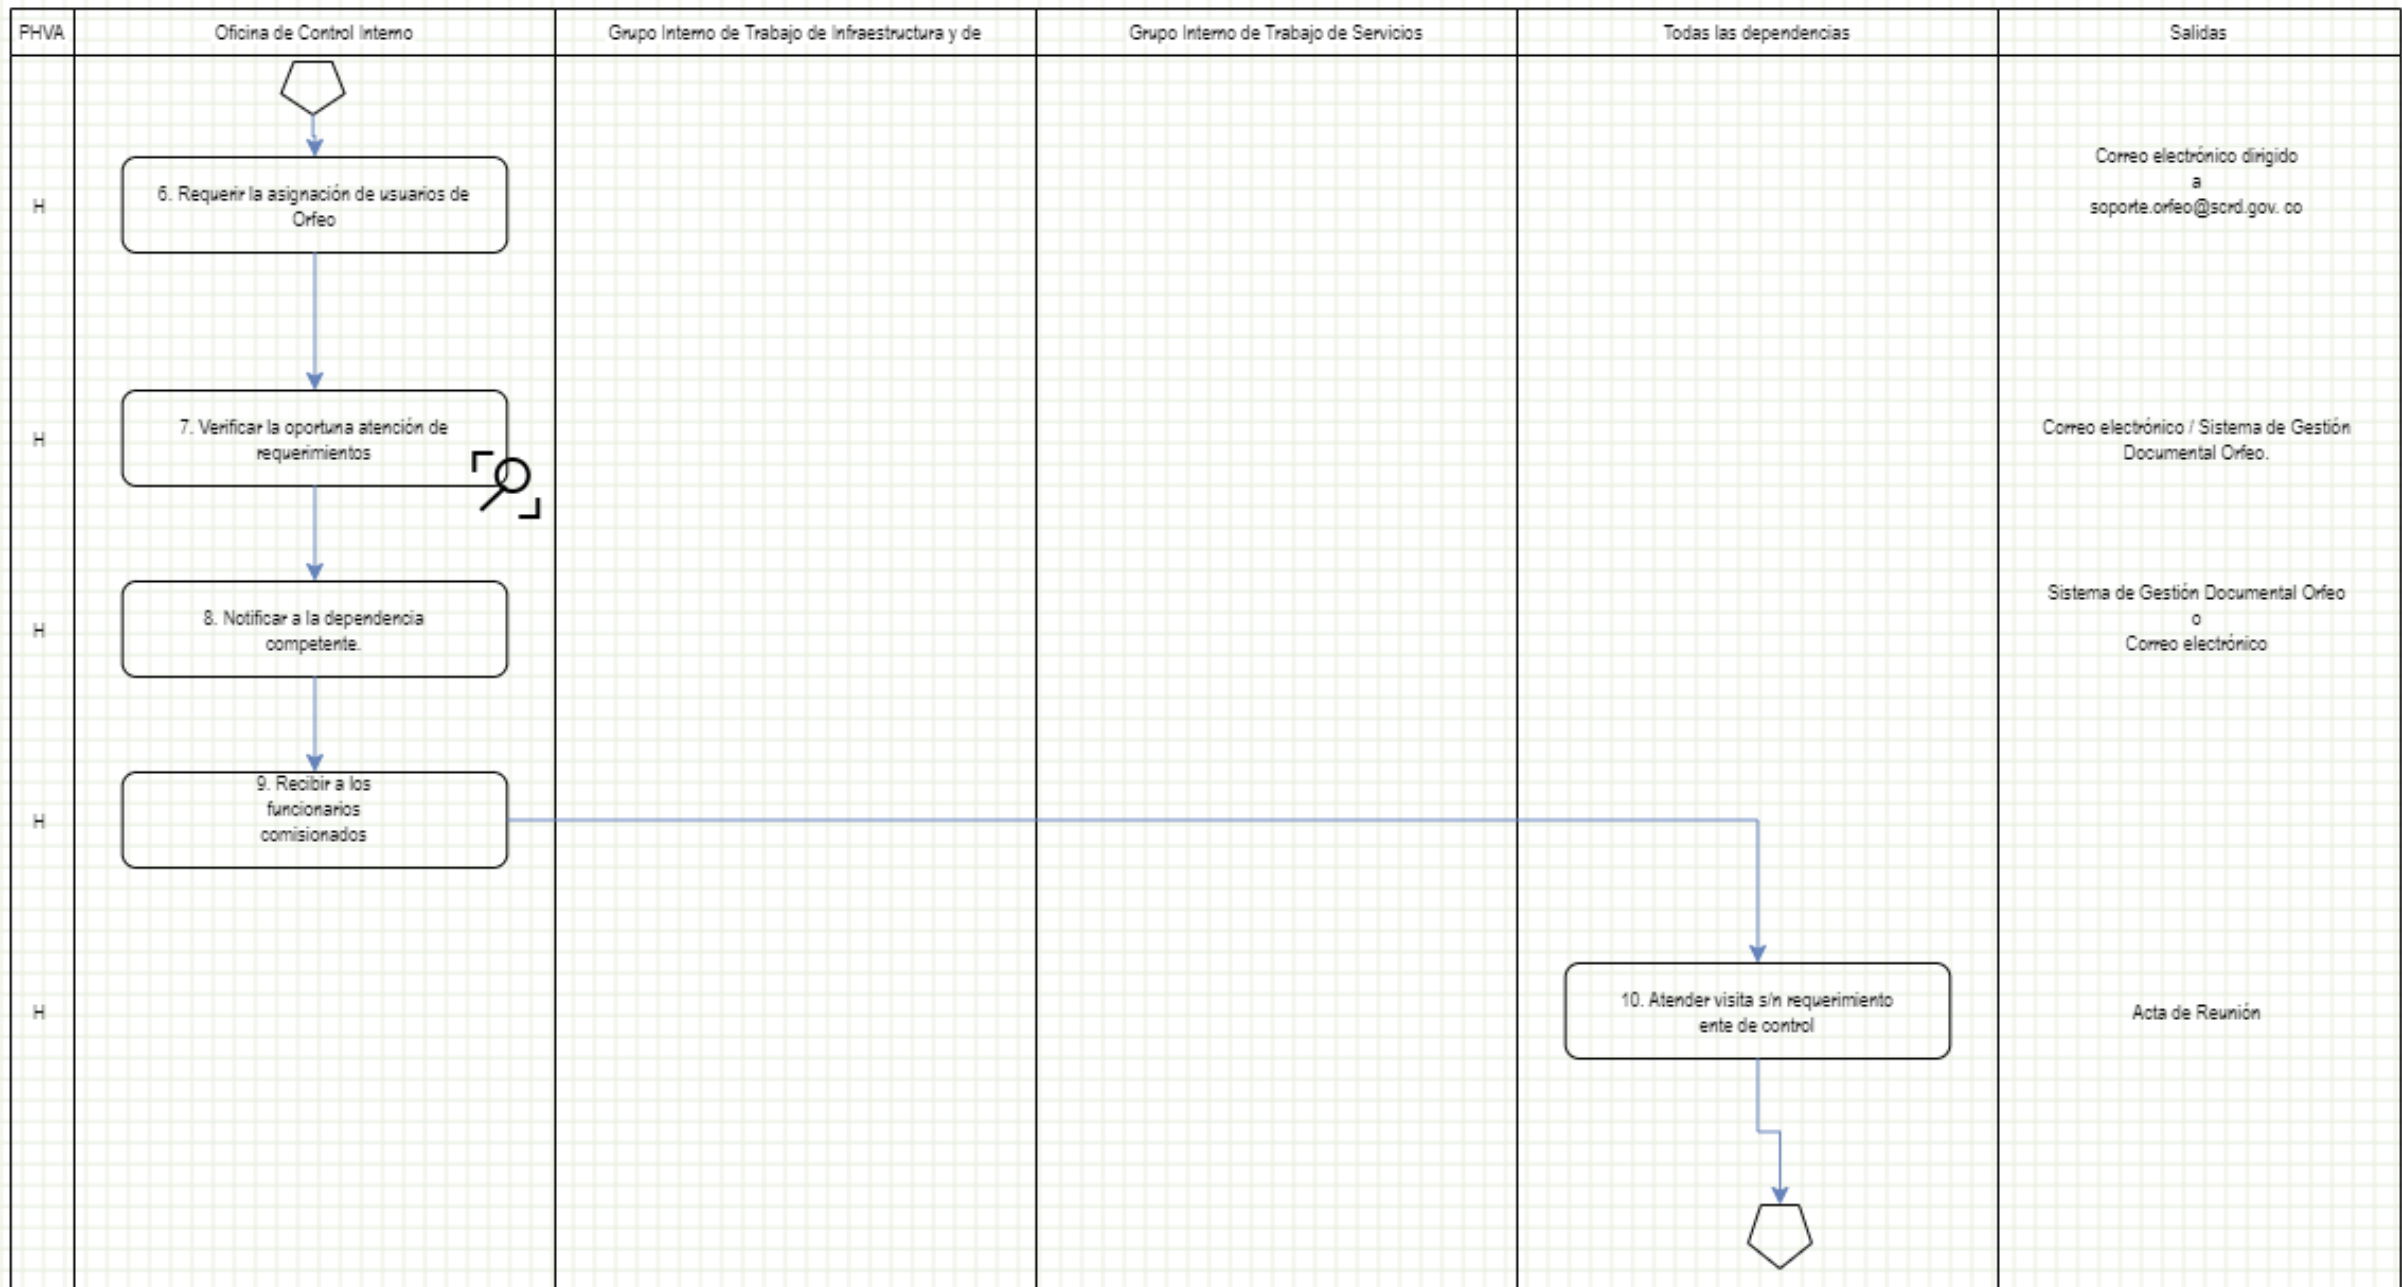 PHVA
Oficina de Control Interno
Grupo Interno de Trabajo de Infraestructura y de
Grupo Interno de Trabajo de Servicios
Todas las dependencias
Salidas
H
6. Requerir la asignación de usuarios de
Orfeo
Correo electrónico dirigido
a
soporte.orfeo@scrd.gov. co
H
7. Verificar la oportuna atención de
requerimientos
Correo electrónico / Sistema de Gestión
Documental Orfeo.
H
8. Notificar a la dependencia
competente.
Sistema de Gestión Documental Orfeo
o
Correo electrónico
H
9. Recibir a los
funcionarios
comisionados
H
10. Atender visita s/n requerimiento
ente de control
Acta de Reunión